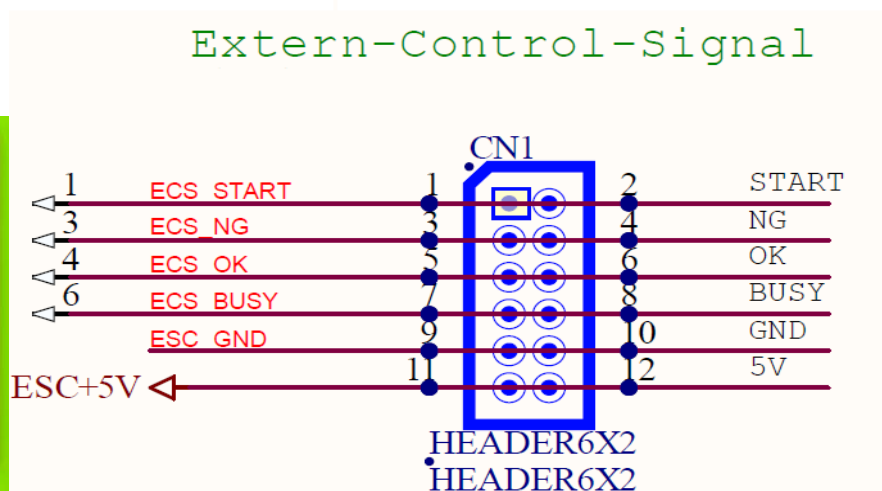 Extern-Control-Signal
CN1
1 ECS_START 1 2 START
3 ECS_NG 3 4 NG
4 ECS_OK 5 6 OK
6 ECS_BUSY 7 8 BUSY
ESC_GND 9 10 GND
ESC+5V 11 12 5V
HEADER6X2
HEADER6X2